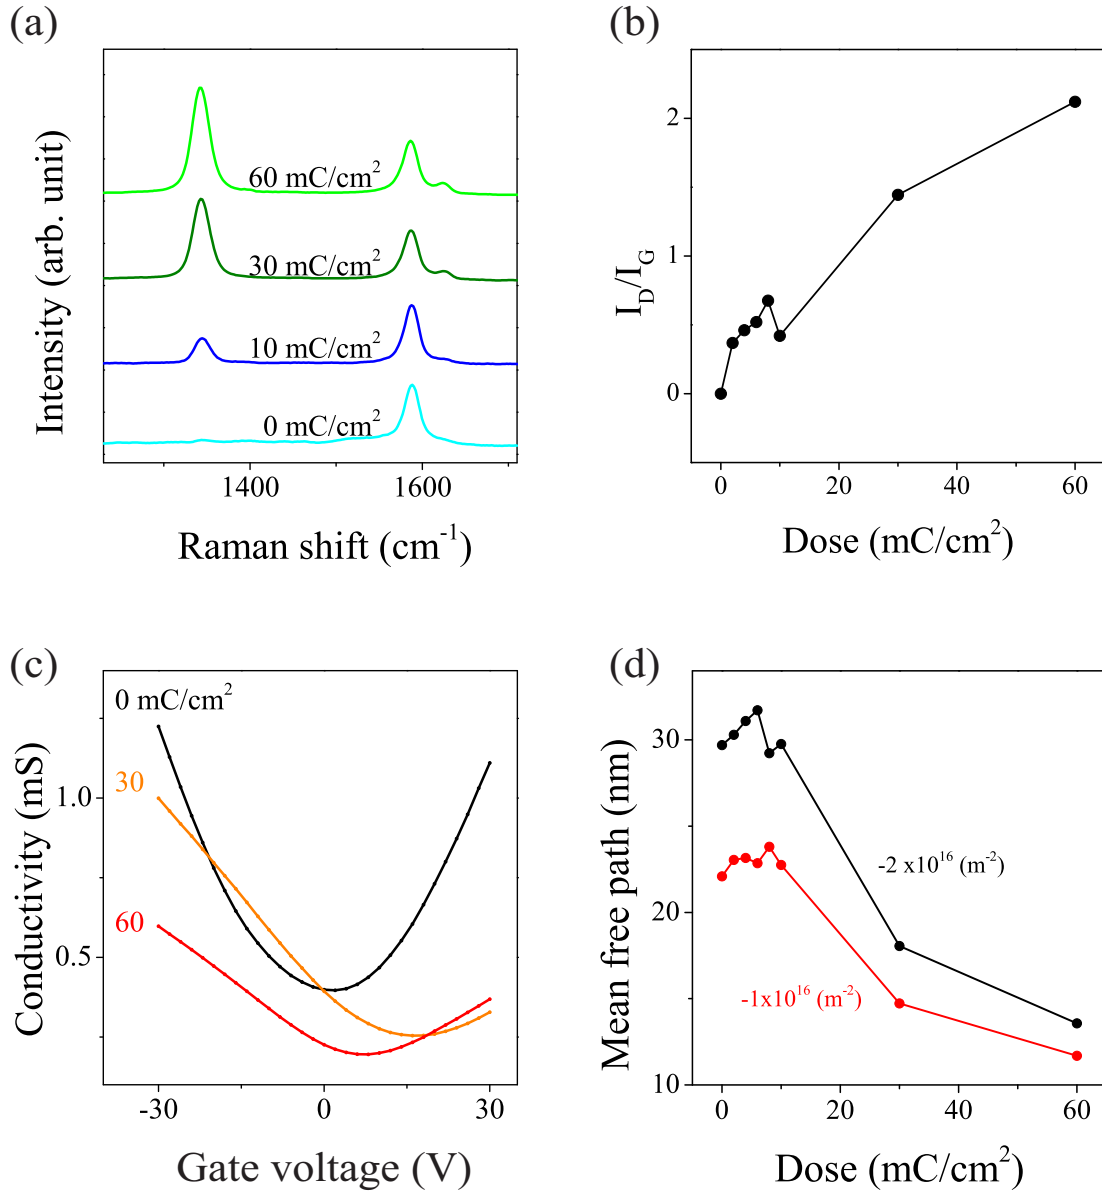 (a)
Intensity (arb. unit)
60 mC/cm²
30 mC/cm²
10 mC/cm²
0 mC/cm²
1400 1600
Raman shift (cm⁻¹)
(b)
I_D/I_G
2
1
0
0 20 40 60
Dose (mC/cm²)
(c)
Conductivity (mS)
0 mC/cm²
30
60
1.0
0.5
-30 0 30
Gate voltage (V)
(d)
Mean free path (nm)
30
20
10
-2 x10¹⁶ (m⁻²)
-1x10¹⁶ (m⁻²)
0 20 40 60
Dose (mC/cm²)